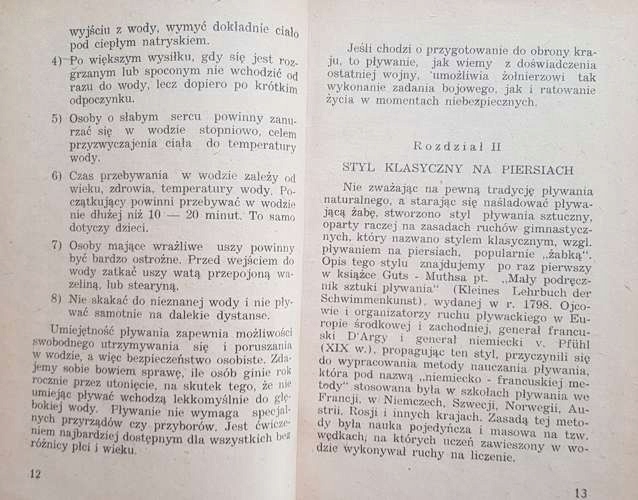 wyjściu z wody, wymyć dokładnie ciało
pod ciepłym natryskiem.
4) Po większym wysiłku, gdy się jest roz-
grzanym lub spoconym nie wchodzić od
razu do wody, lecz dopiero po krótkim
odpoczynku.
5) Osoby o słabym sercu powinny zanu-
rzać się w wodzie stopniowo, celem
przyzwyczajenia ciała do temperatury
wody.
6) Czas przebywania w wodzie zależy od
wieku, zdrowia, temperatury wody. Po-
czątkujący powinni przebywać w wodzie
nie dłużej niż 10 — 20 minut. To samo
dotyczy dzieci.
7) Osoby mające wrażliwe uszy powinny
być bardzo ostrożne. Przed wejściem do
wody zatkać uszy watą przepojoną wa-
zeliną, lub stearyną.
8) Nie skakać do nieznanej wody i nie pły-
wać samotnie na dalekie dystanse.
Umiejętność pływania zapewnia możliwości
swobodnego utrzymywania się i poruszania
w wodzie, a więc bezpieczeństwo osobiste. Zda-
jemy sobie bowiem sprawę, ile osób ginie rok
rocznie przez utonięcie, na skutek tego, że nie
umiejąc pływać wchodzą lekkomyślnie do głę-
bokiej wody. Pływanie nie wymaga specjal-
nych przyrządów czy przyborów. Jest ćwicze-
niem najbardziej dostępnym dla wszystkich bez
różnicy płci i wieku.
12
Jeśli chodzi o przygotowanie do obrony kra-
ju, to pływanie, jak wiemy z doświadczenia
ostatniej wojny, umożliwia żołnierzowi tak
wykonanie zadania bojowego, jak i ratowanie
życia w momentach niebezpiecznych.
Rozdział II
STYL KLASYCZNY NA PIERSIACH
Nie zważając na pewną tradycję pływania
naturalnego, a starając się naśladować pływa-
jącą żabę, stworzono styl pływania sztuczny,
oparty raczej na zasadach ruchów gimnastycz-
nych, który nazwano stylem klasycznym, wzgl.
pływaniem na piersiach, popularnie „żabką".
Opis tego stylu znajdujemy po raz pierwszy
w książce Guts - Muthsa pt. „Mały podręcz-
nik sztuki pływania" (Kleines Lehrbuch der
Schwimmenkunst), wydanej w r. 1798. Ojco-
wie i organizatorzy ruchu pływackiego w Eu-
ropie środkowej i zachodniej, generał francu-
ski D'Argy i generał niemiecki v. Pfühl
(XIX w.), propagując ten styl, przyczynili się
do wypracowania metody nauczania pływania,
która pod nazwą „niemiecko - francuskiej me-
tody" stosowana była w szkołach pływania we
Francji, w Niemczech, Szwecji, Norwegii, Au-
strii, Rosji i innych krajach. Zasadą tej meto-
dy była nauka pojedyńcza i masowa na tzw.
wędkach, na których uczeń zawieszony w wo-
dzie wykonywał ruchy na liczenie.
13